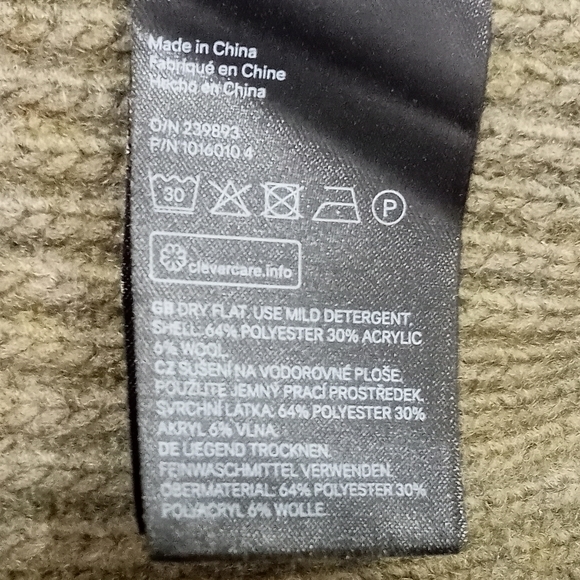 Made in China
Fabriqué en Chine
Hecho en China
O/N 239893
P/N 1016010 4
30
P
clevercare.info
GB DRY FLAT. USE MILD DETERGENT.
SHELL: 64% POLYESTER 30% ACRYLIC
6% WOOL.
CZ SUŠENÍ NA VODOROVNÉ PLOŠE.
POUŽIJTE JEMNÝ PRACÍ PROSTŘEDEK.
SVRCHNÍ LÁTKA: 64% POLYESTER 30%
AKRYL 6% VLNA.
DE LIEGEND TROCKNEN.
FEINWASCHMITTEL VERWENDEN.
OBERMATERIAL: 64% POLYESTER 30%
POLYACRYL 6% WOLLE.